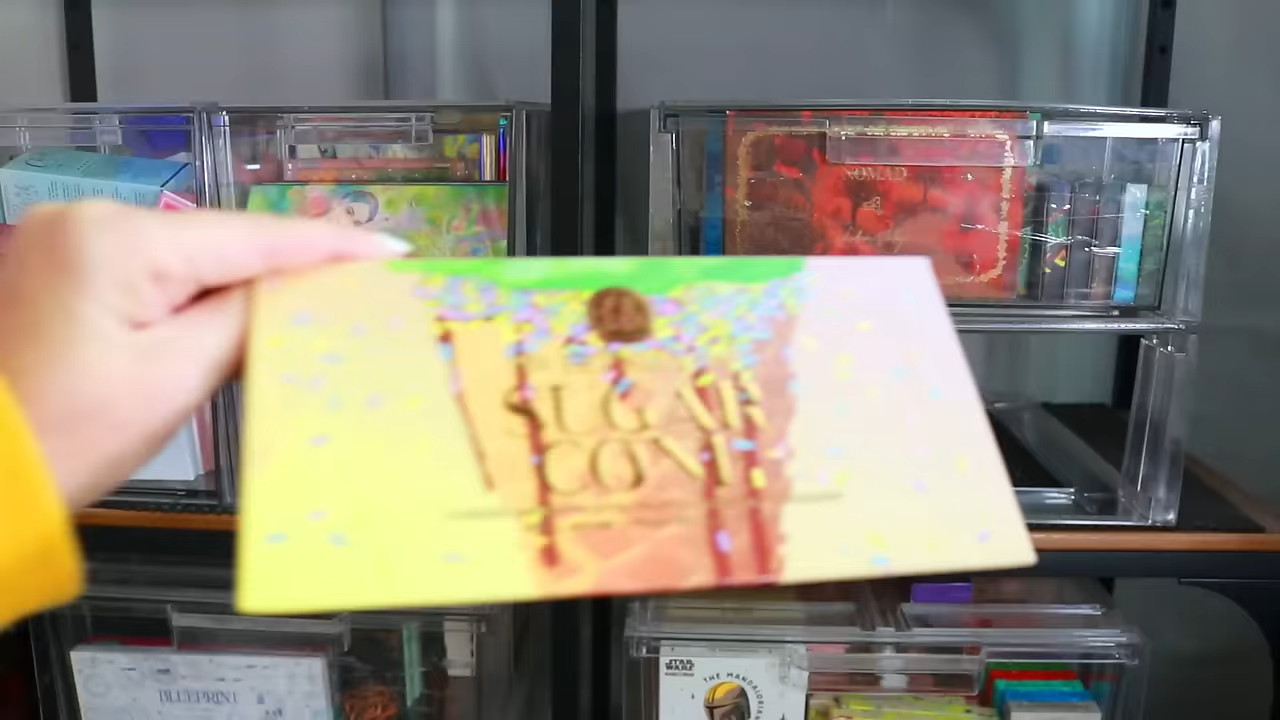 NOMAD
SUGAR
CONE
BLUEPRINT
STAR
WARS
THE MANDALORIAN